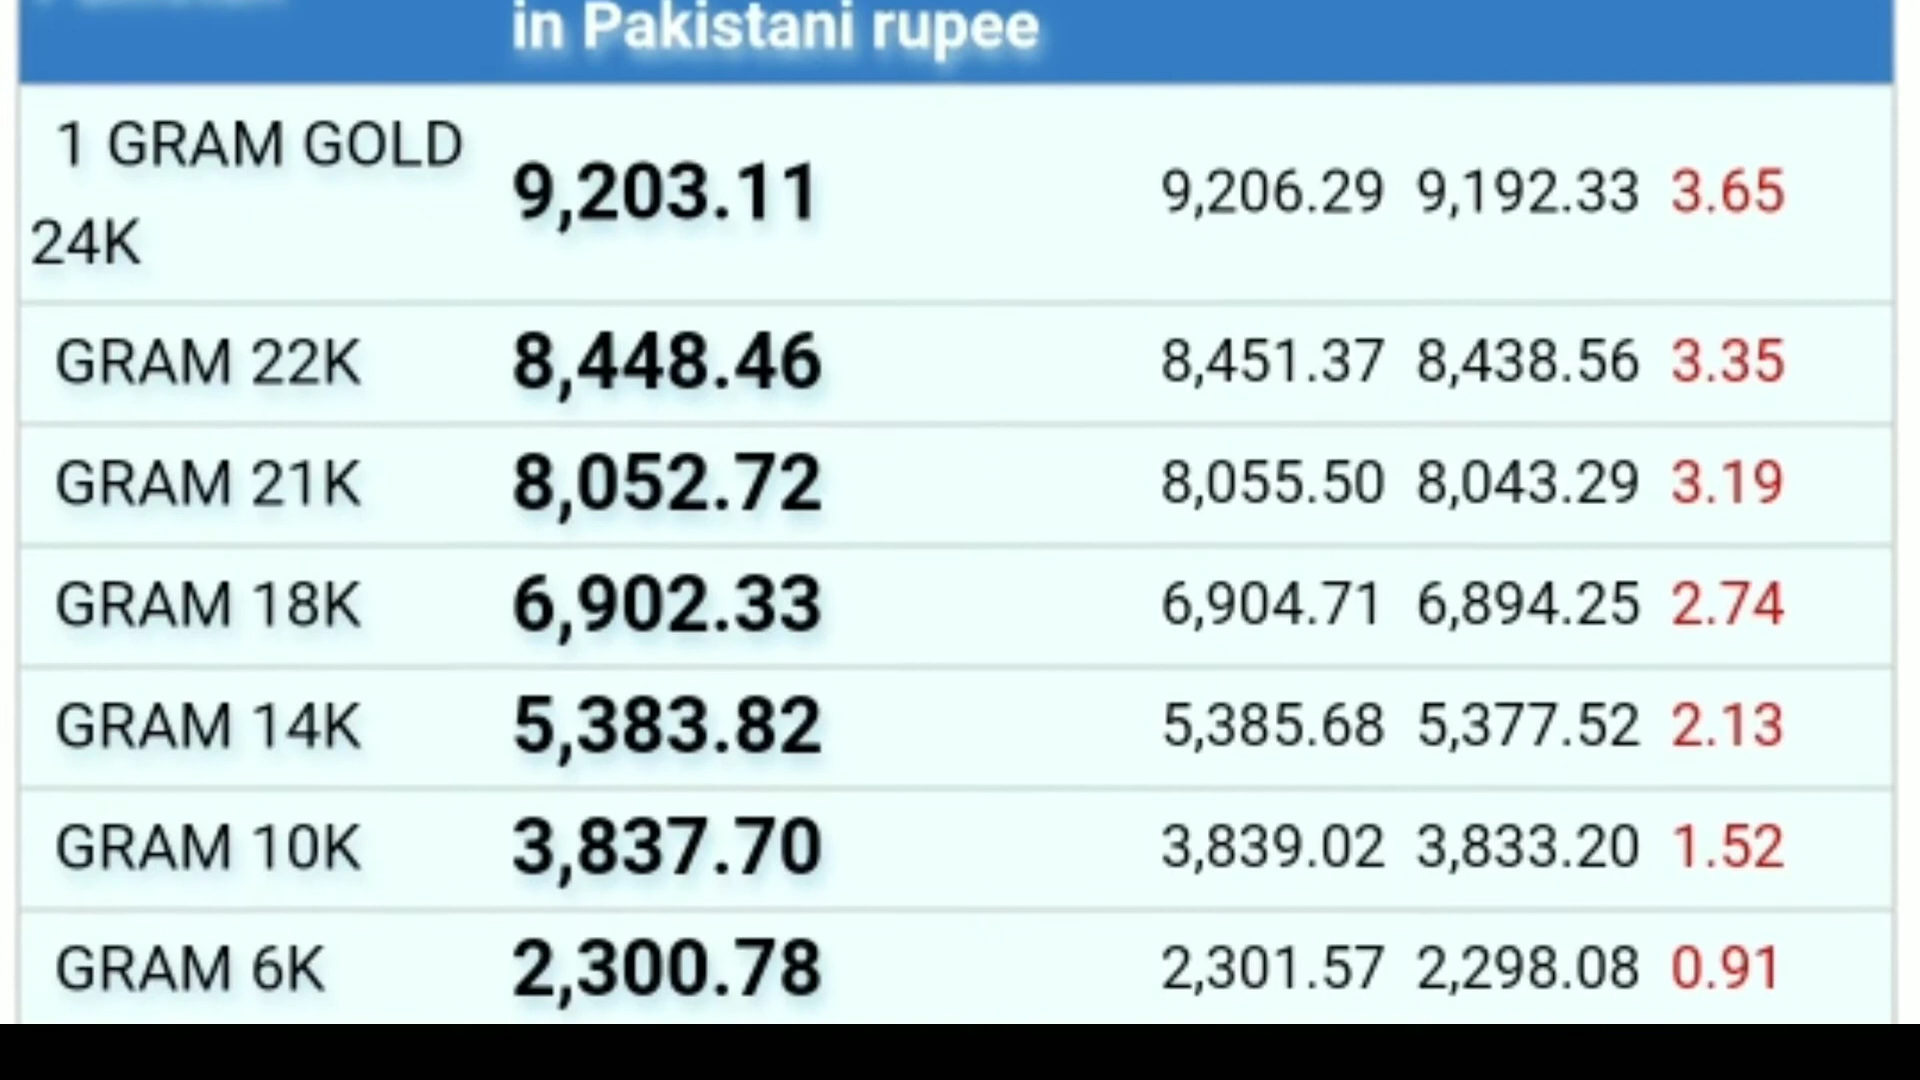 in Pakistani rupee
1 GRAM GOLD
24K
9,203.11 9,206.29 9,192.33 3.65
GRAM 22K 8,448.46 8,451.37 8,438.56 3.35
GRAM 21K 8,052.72 8,055.50 8,043.29 3.19
GRAM 18K 6,902.33 6,904.71 6,894.25 2.74
GRAM 14K 5,383.82 5,385.68 5,377.52 2.13
GRAM 10K 3,837.70 3,839.02 3,833.20 1.52
GRAM 6K 2,300.78 2,301.57 2,298.08 0.91